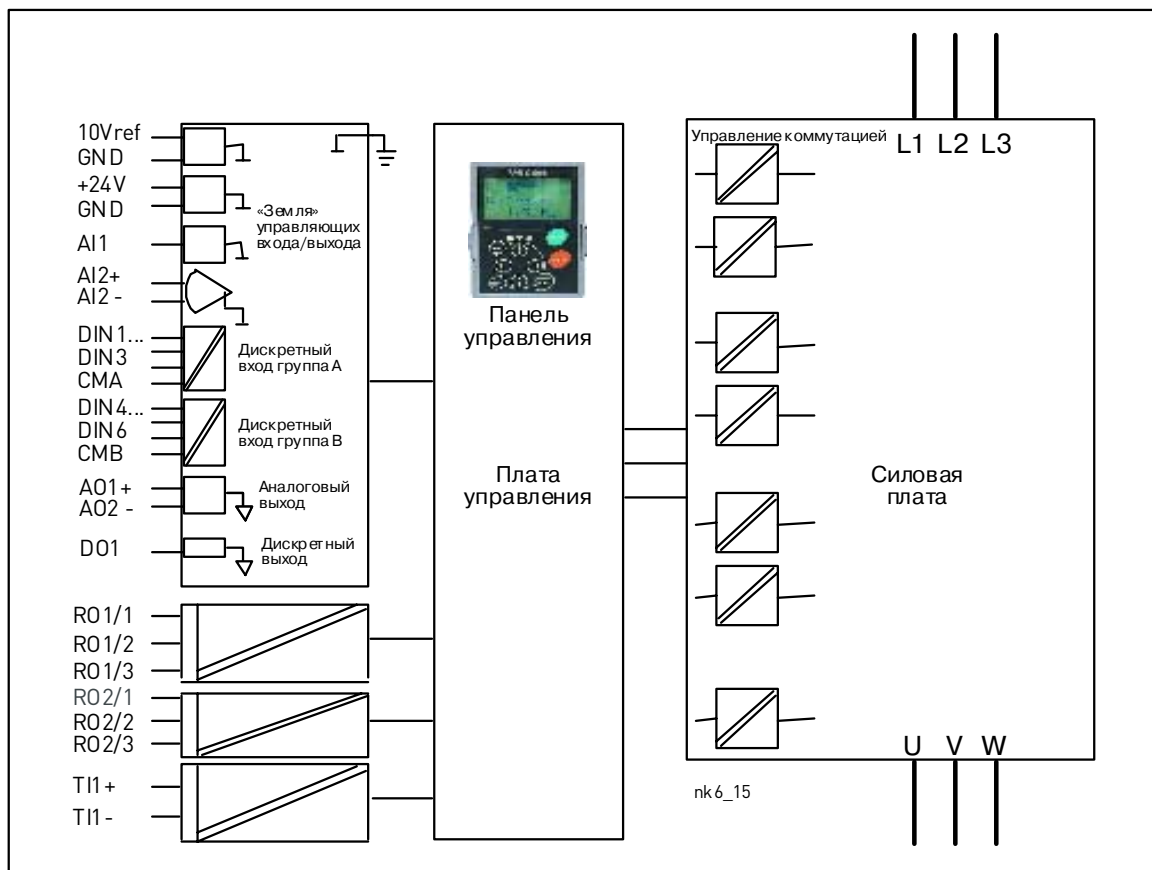 10Vref
GND
+24V
GND
AI1
AI2+
AI2 -
DIN1...
DIN3
CMA
DIN4...
DIN6
CMB
AO1+
AO2 -
DO1
RO1/1
RO1/2
RO1/3
RO2/1
RO2/2
RO2/3
TI1+
TI1-
«Земля»
управляющих
входа/выхода
Дискретный
вход группа А
Дискретный
вход группа В
Аналоговый
выход
Дискретный
выход
Панель
управления
Плата
управления
Управление коммутацией
L1 L2 L3
Силовая
плата
U V W
nk6_15